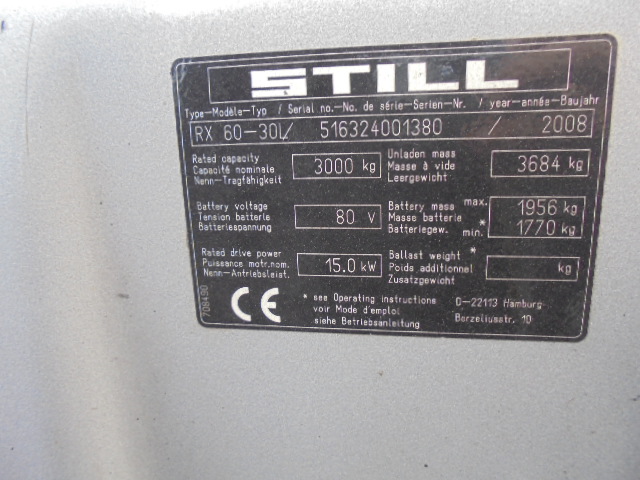 STILL
Type-Modèle-Typ / Serial no.-No. de série-Serien-Nr. / year-année-Baujahr
RX 60-30L/ 516324001380 / 2008
Rated capacity
Capacité nominale
Nenn-Tragfähigkeit
3000 kg
Unladen mass
Masse à vide
Leergewicht
3684 kg
Battery voltage
Tension batterie
Batteriespannung
80 V
Battery mass max. 1956 kg
Masse batterie *
Batteriegew. min. 1770 kg
Rated drive power
Puissance motr.nom.
Nenn-Antriebsleist.
15.0 kW
Ballast weight *
Poids additionnel
Zusatzgewicht
kg
708490
CE
* see Operating instructions
voir Mode d'emploi
siehe Betriebsanleitung
D-22113 Hamburg
Berzeliusstr. 10